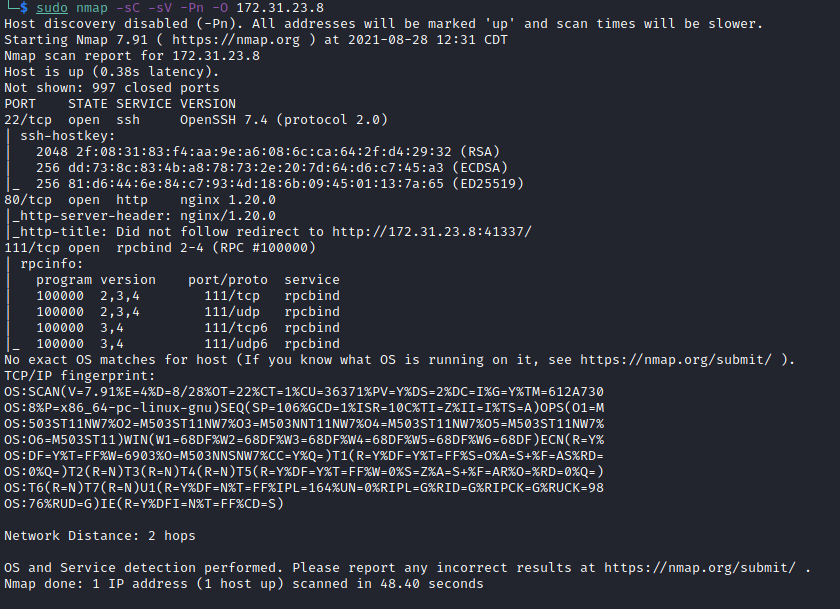 └─$ sudo nmap -sC -sV -Pn -O 172.31.23.8
Host discovery disabled (-Pn). All addresses will be marked 'up' and scan times will be slower.
Starting Nmap 7.91 ( https://nmap.org ) at 2021-08-28 12:31 CDT
Nmap scan report for 172.31.23.8
Host is up (0.38s latency).
Not shown: 997 closed ports
PORT    STATE SERVICE VERSION
22/tcp  open  ssh     OpenSSH 7.4 (protocol 2.0)
| ssh-hostkey:
|   2048 2f:08:31:83:f4:aa:9e:a6:08:6c:ca:64:2f:d4:29:32 (RSA)
|   256 dd:73:8c:83:4b:a8:78:73:2e:20:7d:64:d6:c7:45:a3 (ECDSA)
|_  256 81:d6:44:6e:84:c7:93:4d:18:6b:09:45:01:13:7a:65 (ED25519)
80/tcp  open  http    nginx 1.20.0
|_http-server-header: nginx/1.20.0
|_http-title: Did not follow redirect to http://172.31.23.8:41337/
111/tcp open  rpcbind 2-4 (RPC #100000)
| rpcinfo:
|   program version    port/proto  service
|   100000  2,3,4        111/tcp   rpcbind
|   100000  2,3,4        111/udp   rpcbind
|   100000  3,4          111/tcp6  rpcbind
|_  100000  3,4          111/udp6  rpcbind
No exact OS matches for host (If you know what OS is running on it, see https://nmap.org/submit/ ).
TCP/IP fingerprint:
OS:SCAN(V=7.91%E=4%D=8/28%OT=22%CT=1%CU=36371%PV=Y%DS=2%DC=I%G=Y%TM=612A730
OS:8%P=x86_64-pc-linux-gnu)SEQ(SP=106%GCD=1%ISR=10C%TI=Z%II=I%TS=A)OPS(O1=M
OS:503ST11NW7%O2=M503ST11NW7%O3=M503NNT11NW7%O4=M503ST11NW7%O5=M503ST11NW7%
OS:O6=M503ST11)WIN(W1=68DF%W2=68DF%W3=68DF%W4=68DF%W5=68DF%W6=68DF)ECN(R=Y%
OS:DF=Y%T=FF%W=6903%O=M503NNSNW7%CC=Y%Q=)T1(R=Y%DF=Y%T=FF%S=O%A=S+%F=AS%RD=
OS:0%Q=)T2(R=N)T3(R=N)T4(R=N)T5(R=Y%DF=Y%T=FF%W=0%S=Z%A=S+%F=AR%O=%RD=0%Q=)
OS:T6(R=N)T7(R=N)U1(R=Y%DF=N%T=FF%IPL=164%UN=0%RIPL=G%RID=G%RIPCK=G%RUCK=98
OS:76%RUD=G)IE(R=Y%DFI=N%T=FF%CD=S)
Network Distance: 2 hops
OS and Service detection performed. Please report any incorrect results at https://nmap.org/submit/ .
Nmap done: 1 IP address (1 host up) scanned in 48.40 seconds